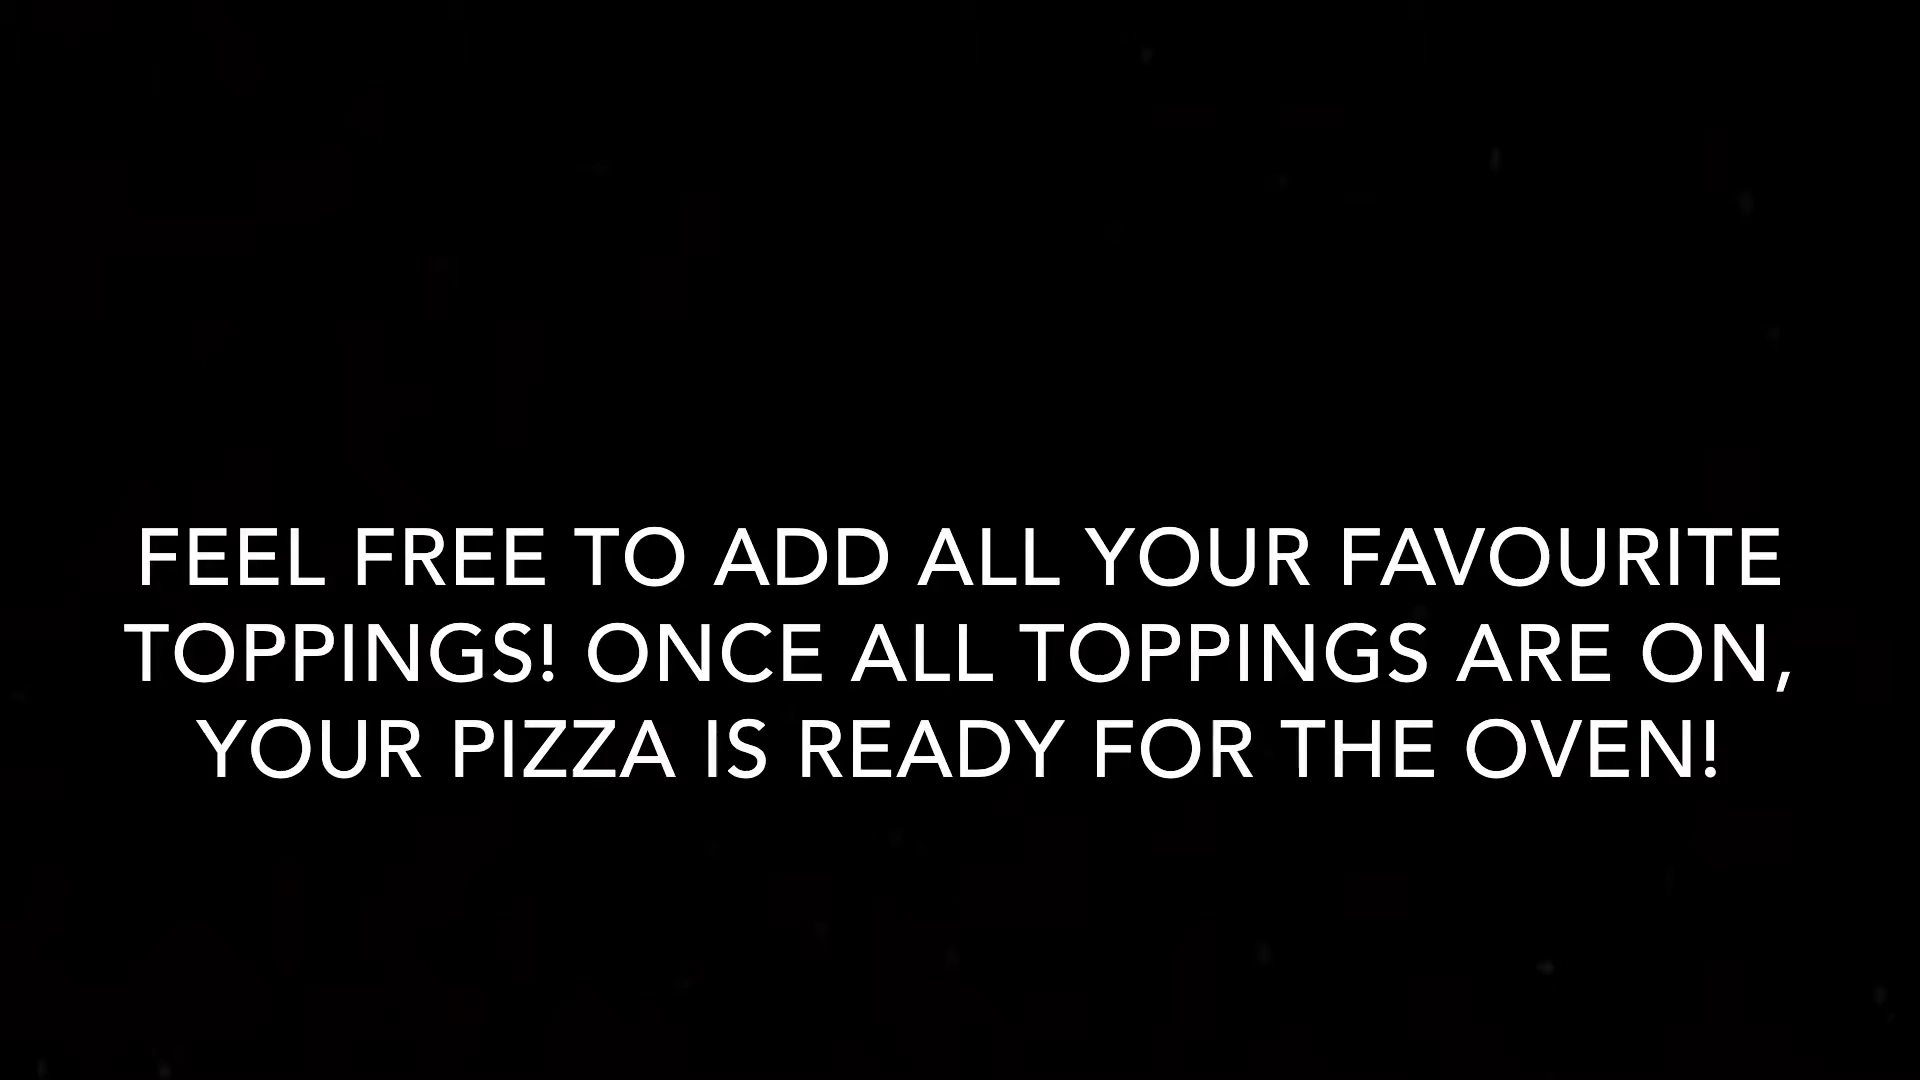 FEEL FREE TO ADD ALL YOUR FAVOURITE
TOPPINGS! ONCE ALL TOPPINGS ARE ON,
YOUR PIZZA IS READY FOR THE OVEN!